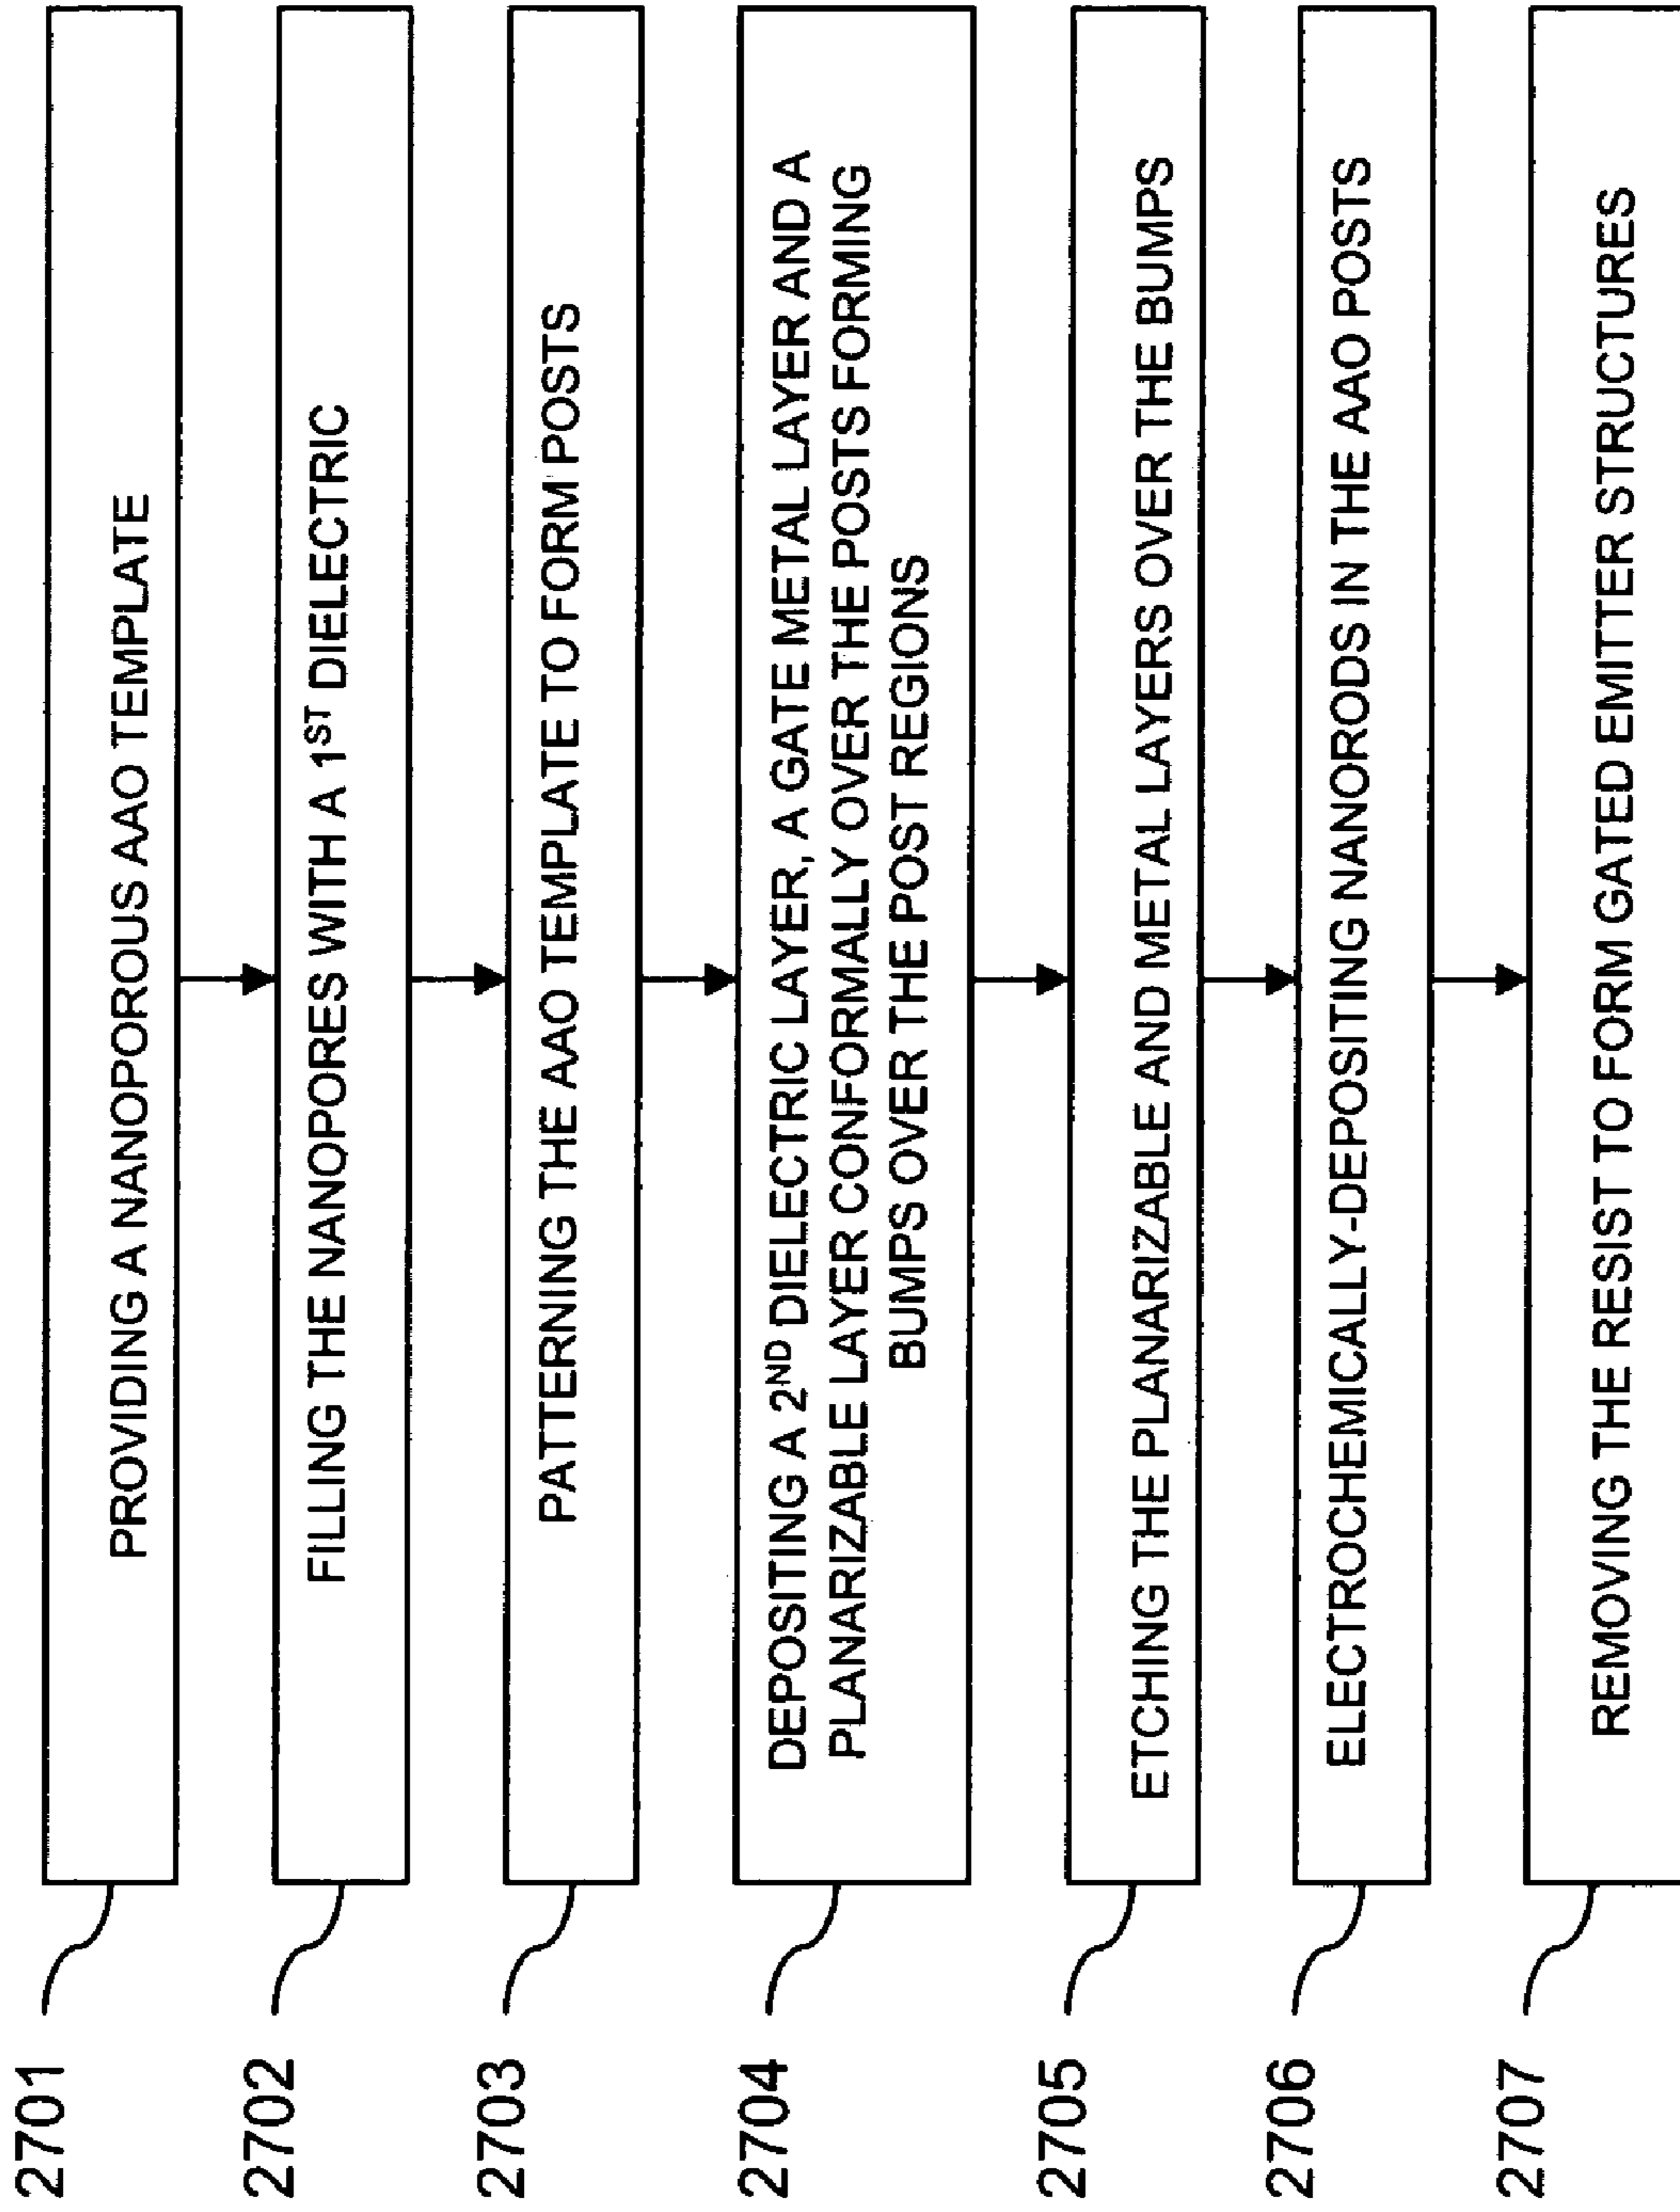 2701
PROVIDING A NANOPOROUS AAO TEMPLATE
2702
FILLING THE NANOPORES WITH A 1ST DIELECTRIC
2703
PATTERNING THE AAO TEMPLATE TO FORM POSTS
2704
DEPOSITING A 2ND DIELECTRIC LAYER, A GATE METAL LAYER AND A
PLANARIZABLE LAYER CONFORMALLY OVER THE POSTS FORMING
BUMPS OVER THE POST REGIONS
2705
ETCHING THE PLANARIZABLE AND METAL LAYERS OVER THE BUMPS
2706
ELECTROCHEMICALLY-DEPOSITING NANORODS IN THE AAO POSTS
2707
REMOVING THE RESIST TO FORM GATED EMITTER STRUCTURES